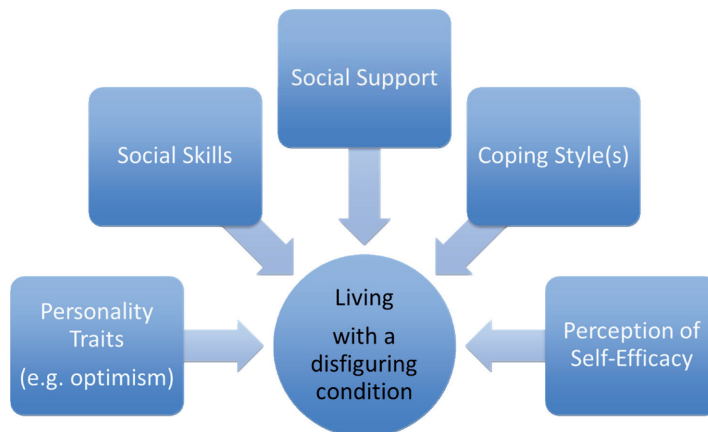 Social Support
Social Skills
Coping Style(s)
Personality
Traits
(e.g. optimism)
Living
with a
disfiguring
condition
Perception of
Self-Efficacy